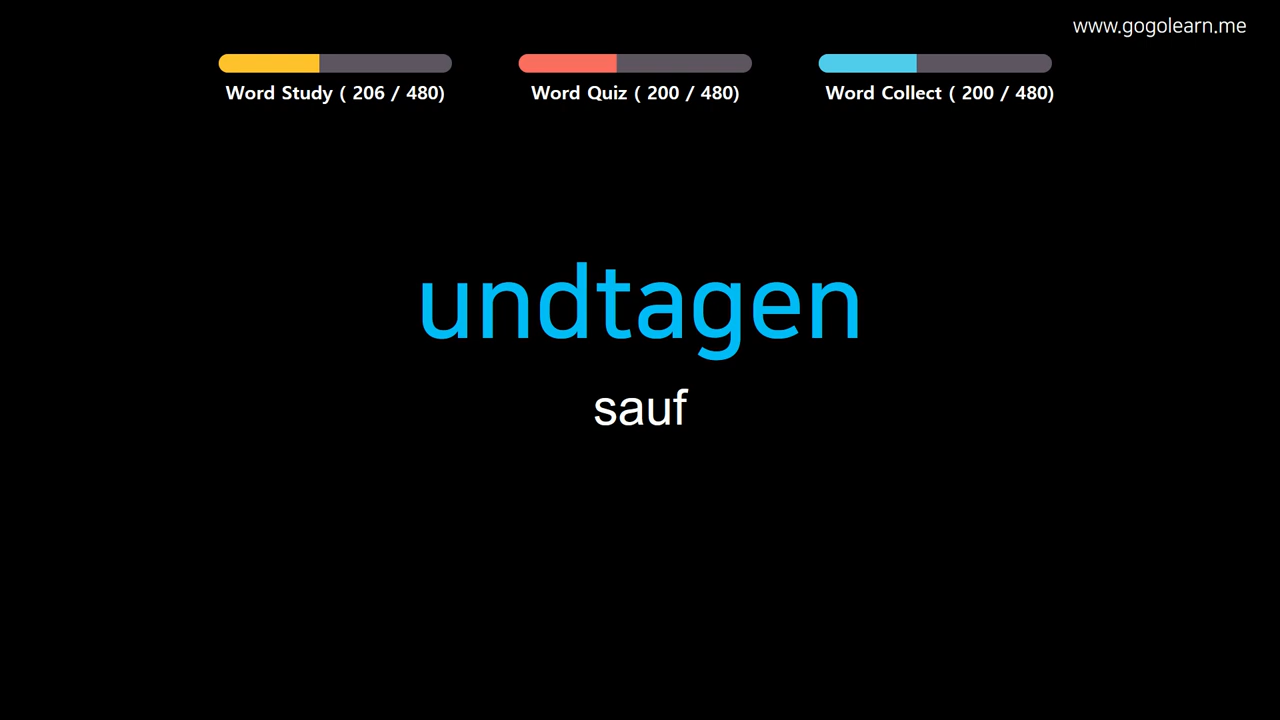 www.gogolearn.me
Word Study ( 206 / 480)
Word Quiz ( 200 / 480)
Word Collect ( 200 / 480)
undtagen
sauf